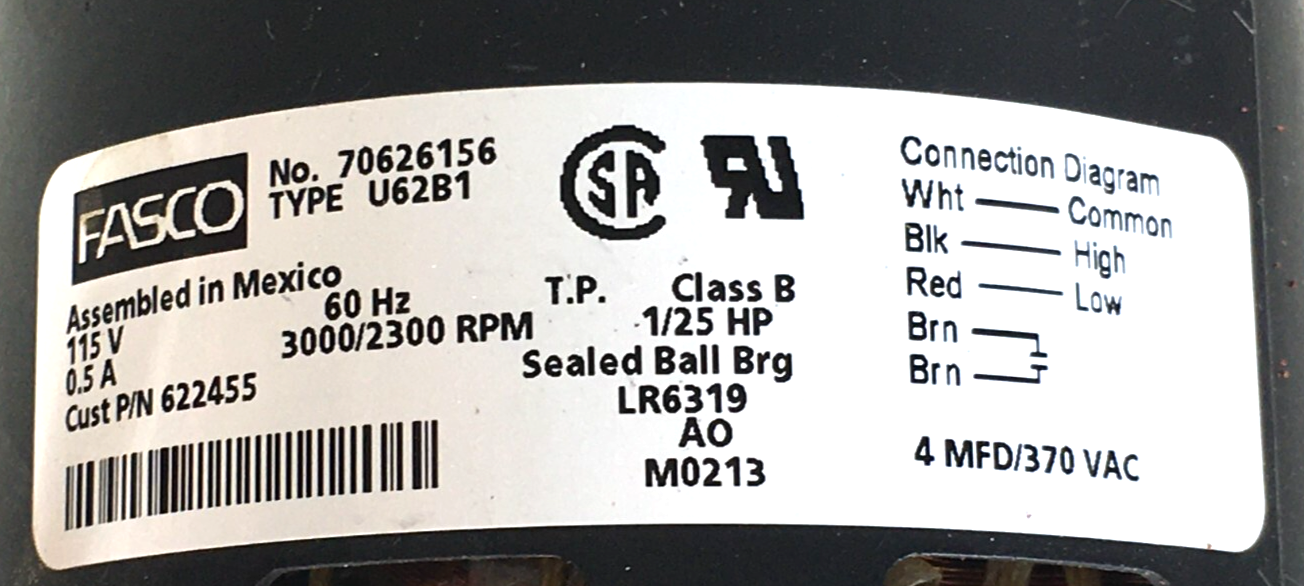 FASCO
No. 70626156
TYPE U62B1
Assembled in Mexico
115 V 60 Hz
0.5 A 3000/2300 RPM
Cust P/N 622455
T.P. Class B
1/25 HP
Sealed Ball Brg
LR6319
AO
M0213
Connection Diagram
Wht Common
Blk High
Red Low
Brn
Brn
4 MFD/370 VAC